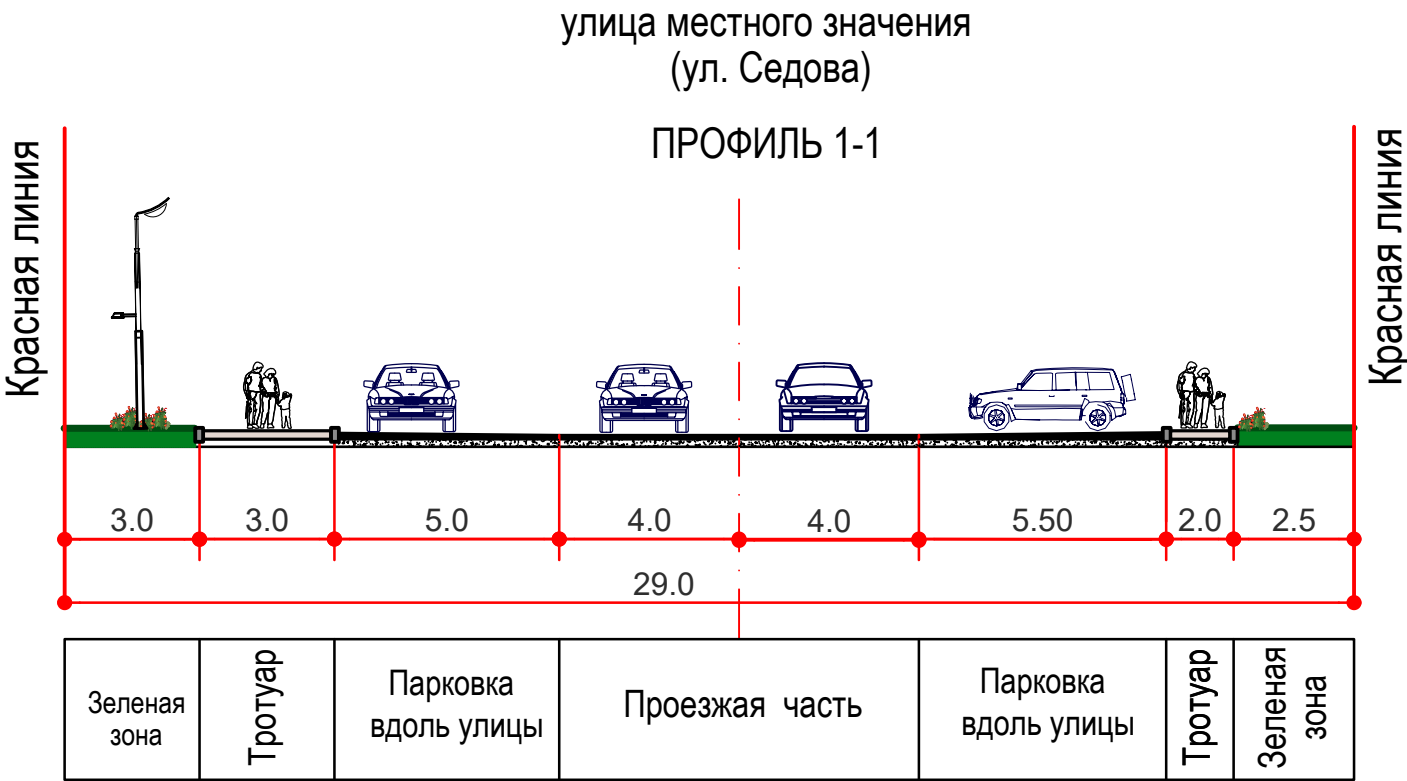 улица местного значения
(ул. Седова)
ПРОФИЛЬ 1-1
Красная линия
Красная линия
3.0 3.0 5.0 4.0 4.0 5.50 2.0 2.5
29.0
Зеленая
зона
Тротуар
Парковка
вдоль улицы
Проезжая часть
Парковка
вдоль улицы
Тротуар
Зеленая
зона